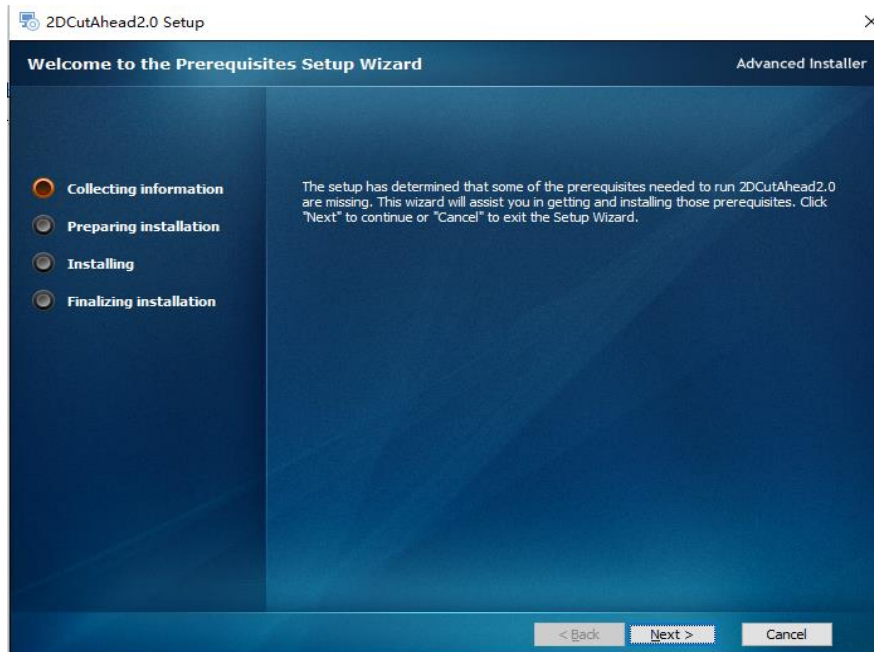 2DCutAhead2.0 Setup
Welcome to the Prerequisites Setup Wizard
Advanced Installer
Collecting information
Preparing installation
Installing
Finalizing installation
The setup has determined that some of the prerequisites needed to run 2DCutAhead2.0
are missing. This wizard will assist you in getting and installing those prerequisites. Click
"Next" to continue or "Cancel" to exit the Setup Wizard.
< Back
Next >
Cancel